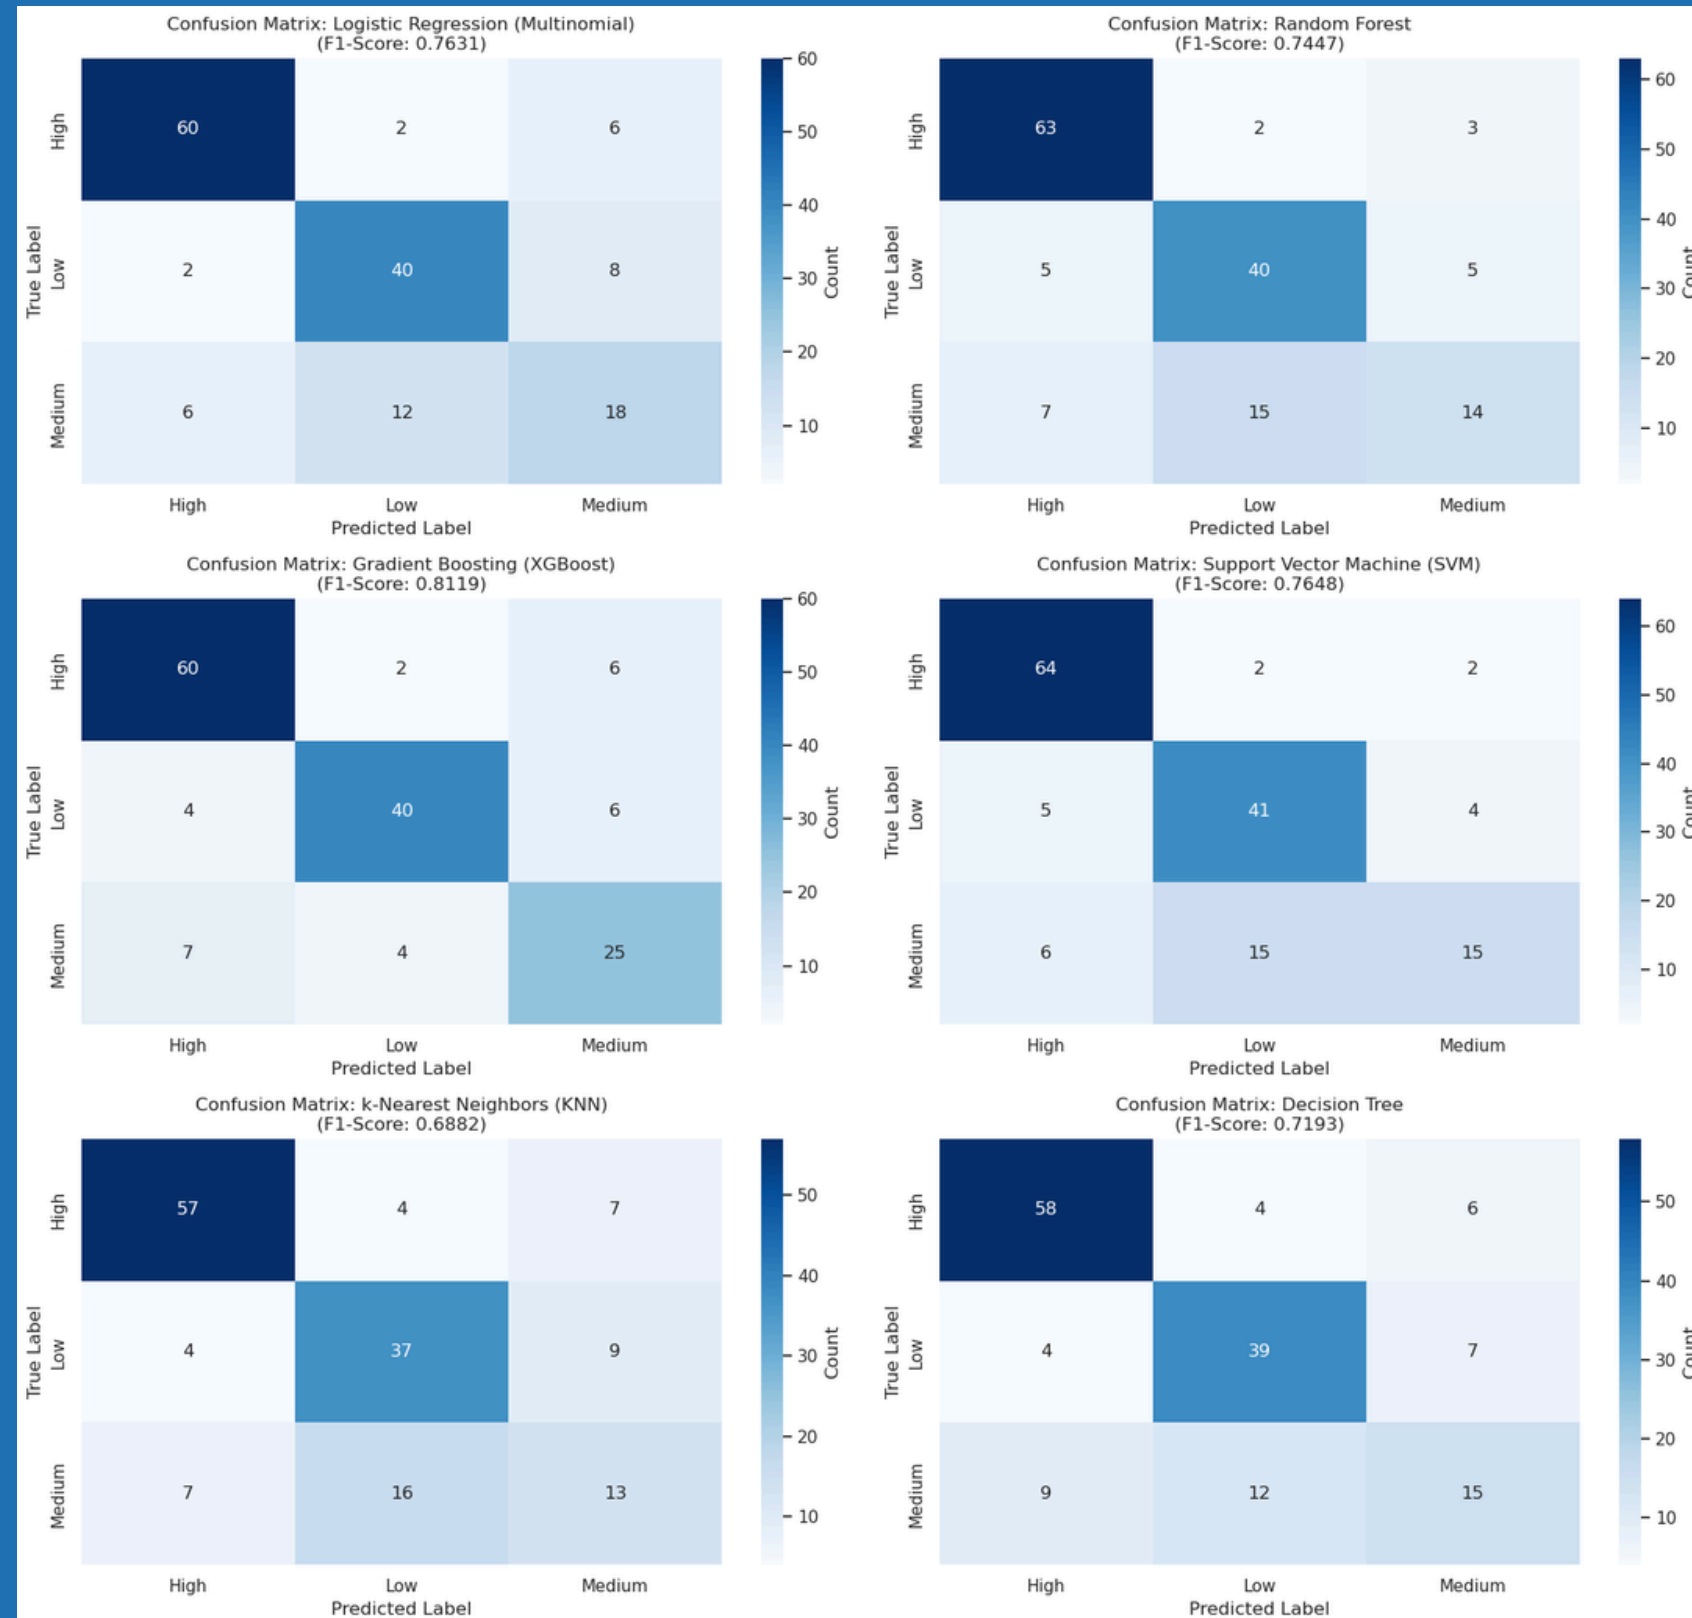 Confusion Matrix: Logistic Regression (Multinomial)
(F1-Score: 0.7631)
True Label
High
Low
Medium
60 2 6
2 40 8
6 12 18
High Low Medium
Predicted Label
60
50
40
30
20
10
Count
Confusion Matrix: Random Forest
(F1-Score: 0.7447)
True Label
High
Low
Medium
63 2 3
5 40 5
7 15 14
High Low Medium
Predicted Label
60
50
40
30
20
10
Count
Confusion Matrix: Gradient Boosting (XGBoost)
(F1-Score: 0.8119)
True Label
High
Low
Medium
60 2 6
4 40 6
7 4 25
High Low Medium
Predicted Label
60
50
40
30
20
10
Count
Confusion Matrix: Support Vector Machine (SVM)
(F1-Score: 0.7648)
True Label
High
Low
Medium
64 2 2
5 41 4
6 15 15
High Low Medium
Predicted Label
60
50
40
30
20
10
Count
Confusion Matrix: k-Nearest Neighbors (KNN)
(F1-Score: 0.6882)
True Label
High
Low
Medium
57 4 7
4 37 9
7 16 13
High Low Medium
Predicted Label
50
40
30
20
10
Count
Confusion Matrix: Decision Tree
(F1-Score: 0.7193)
True Label
High
Low
Medium
58 4 6
4 39 7
9 12 15
High Low Medium
Predicted Label
50
40
30
20
10
Count